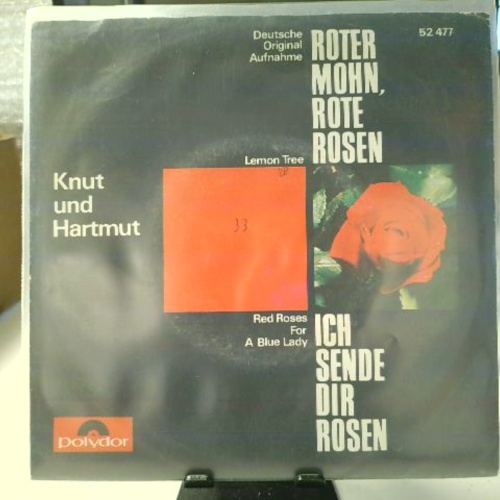 Deutsche
Original
Aufnahme
ROTER
MOHN,
ROTE
ROSEN
52 477
Lemon Tree
Knut
und
Hartmut
33
Red Roses
For
A Blue Lady
ICH
SENDE
DIR
ROSEN
polydor